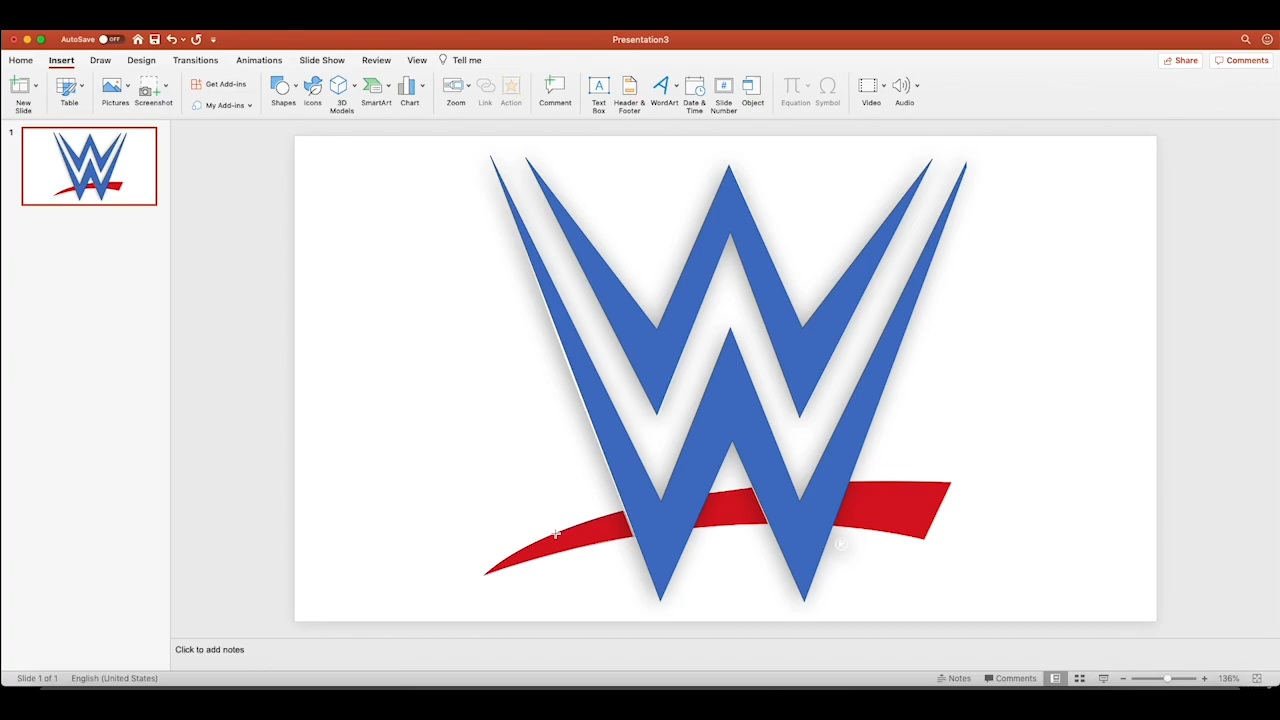 AutoSave OFF
Presentation3
Home Insert Draw Design Transitions Animations Slide Show Review View Tell me
Share Comments
New Slide
Table
Pictures
Screenshot
Get Add-ins
My Add-ins
Shapes
Icons
3D Models
SmartArt
Chart
Zoom
Link
Action
Comment
Text Box
Header & Footer
WordArt
Date & Time
Slide Number
Object
Equation
Symbol
Video
Audio
1
W
W
Click to add notes
Slide 1 of 1 English (United States)
Notes Comments 136%